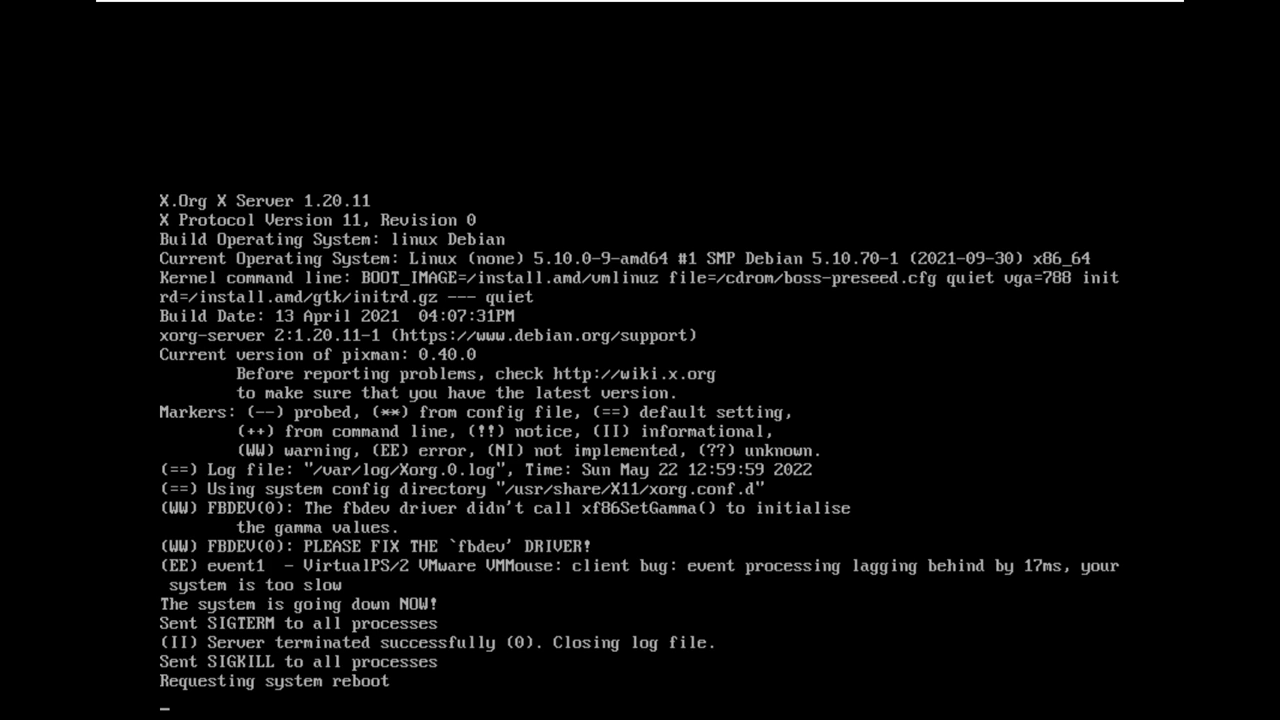 X.Org X Server 1.20.11
X Protocol Version 11, Revision 0
Build Operating System: linux Debian
Current Operating System: Linux (none) 5.10.0-9-amd64 #1 SMP Debian 5.10.70-1 (2021-09-30) x86_64
Kernel command line: BOOT_IMAGE=/install.amd/vmlinuz file=/cdrom/boss-preseed.cfg quiet vga=788 init
rd=/install.amd/gtk/initrd.gz --- quiet
Build Date: 13 April 2021  04:07:31PM
xorg-server 2:1.20.11-1 (https://www.debian.org/support)
Current version of pixman: 0.40.0
        Before reporting problems, check http://wiki.x.org
        to make sure that you have the latest version.
Markers: (--) probed, (**) from config file, (==) default setting,
        (++) from command line, (!!) notice, (II) informational,
        (WW) warning, (EE) error, (NI) not implemented, (??) unknown.
(==) Log file: "/var/log/Xorg.0.log", Time: Sun May 22 12:59:59 2022
(==) Using system config directory "/usr/share/X11/xorg.conf.d"
(WW) FBDEV(0): The fbdev driver didn't call xf86SetGamma() to initialise
        the gamma values.
(WW) FBDEV(0): PLEASE FIX THE `fbdev' DRIVER!
(EE) event1  - VirtualPS/2 VMware VMMouse: client bug: event processing lagging behind by 17ms, your
 system is too slow
The system is going down NOW!
Sent SIGTERM to all processes
(II) Server terminated successfully (0). Closing log file.
Sent SIGKILL to all processes
Requesting system reboot